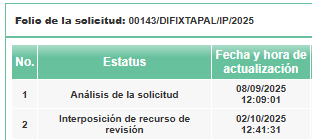 Folio de la solicitud: 00143/DIFIXTAPAL/IP/2025
No. Estatus Fecha y hora de
actualización
1 Análisis de la solicitud 08/09/2025
12:09:01
2 Interposición de recurso de
revisión 02/10/2025
12:41:31